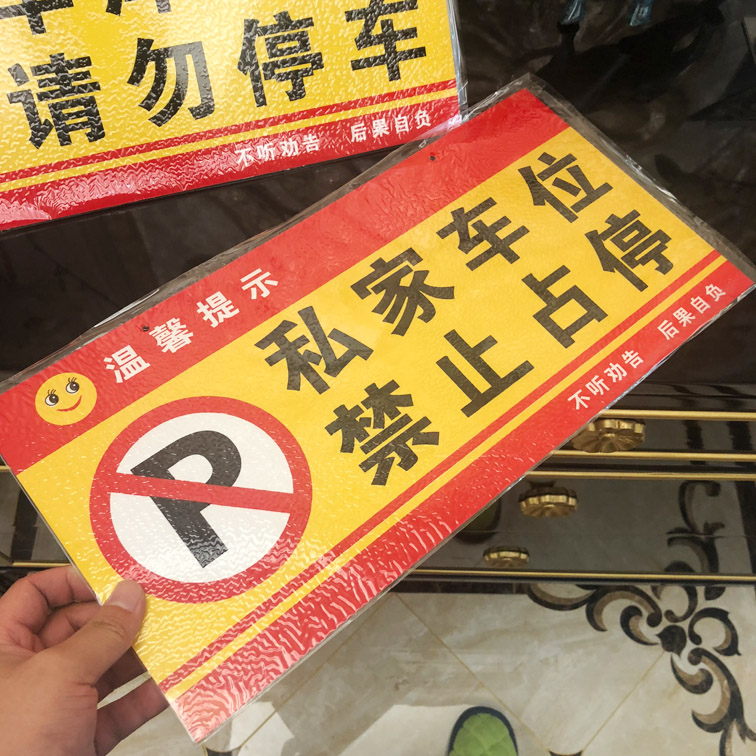 请勿停车
不听劝告 后果自负
温馨提示
私家车位
禁止占停
P
不听劝告 后果自负